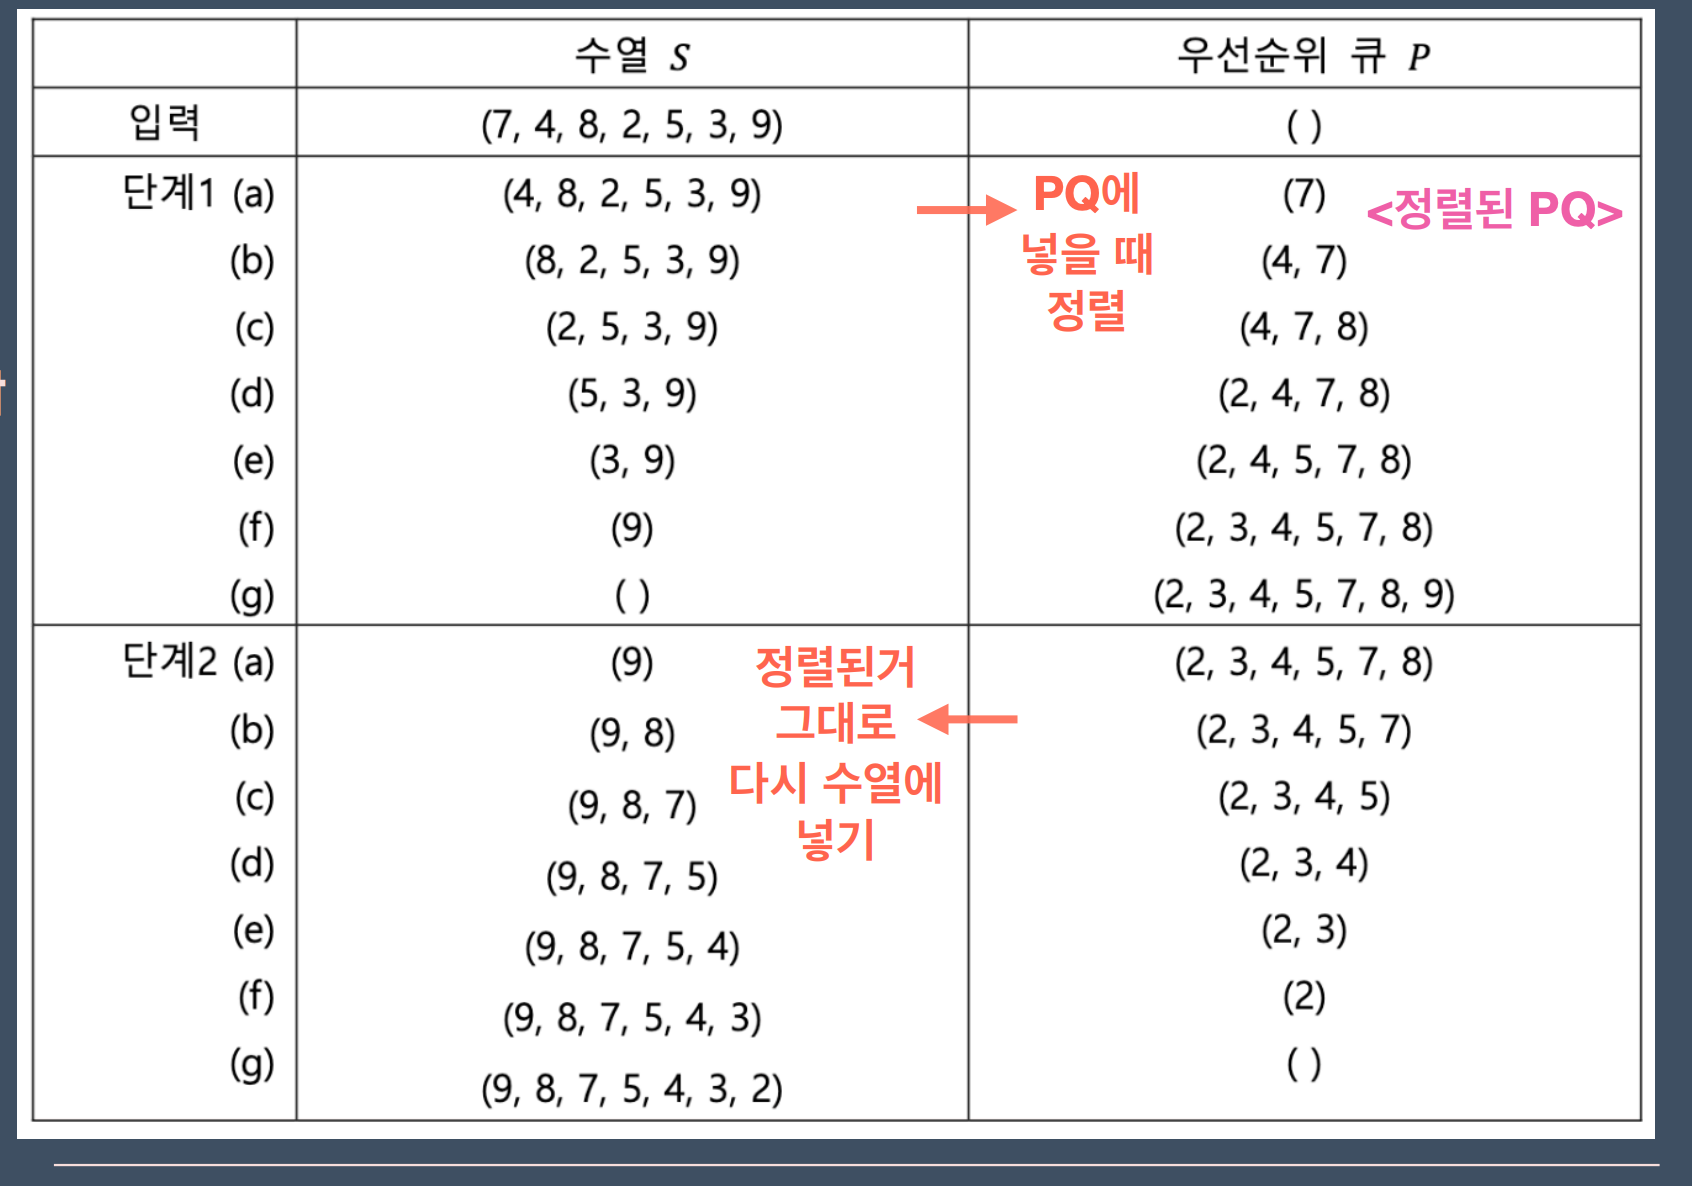 수열 S 우선순위 큐 P
입력 (7, 4, 8, 2, 5, 3, 9) ( )
단계1 (a) (4, 8, 2, 5, 3, 9) (7)
(b) (8, 2, 5, 3, 9) (4, 7)
(c) (2, 5, 3, 9) (4, 7, 8)
(d) (5, 3, 9) (2, 4, 7, 8)
(e) (3, 9) (2, 4, 5, 7, 8)
(f) (9) (2, 3, 4, 5, 7, 8)
(g) ( ) (2, 3, 4, 5, 7, 8, 9)
PQ에
넣을 때
정렬
<정렬된 PQ>
단계2 (a) (9) (2, 3, 4, 5, 7, 8)
(b) (9, 8) (2, 3, 4, 5, 7)
(c) (9, 8, 7) (2, 3, 4, 5)
(d) (9, 8, 7, 5) (2, 3, 4)
(e) (9, 8, 7, 5, 4) (2, 3)
(f) (9, 8, 7, 5, 4, 3) (2)
(g) (9, 8, 7, 5, 4, 3, 2) ( )
정렬된거
그대로
다시 수열에
넣기